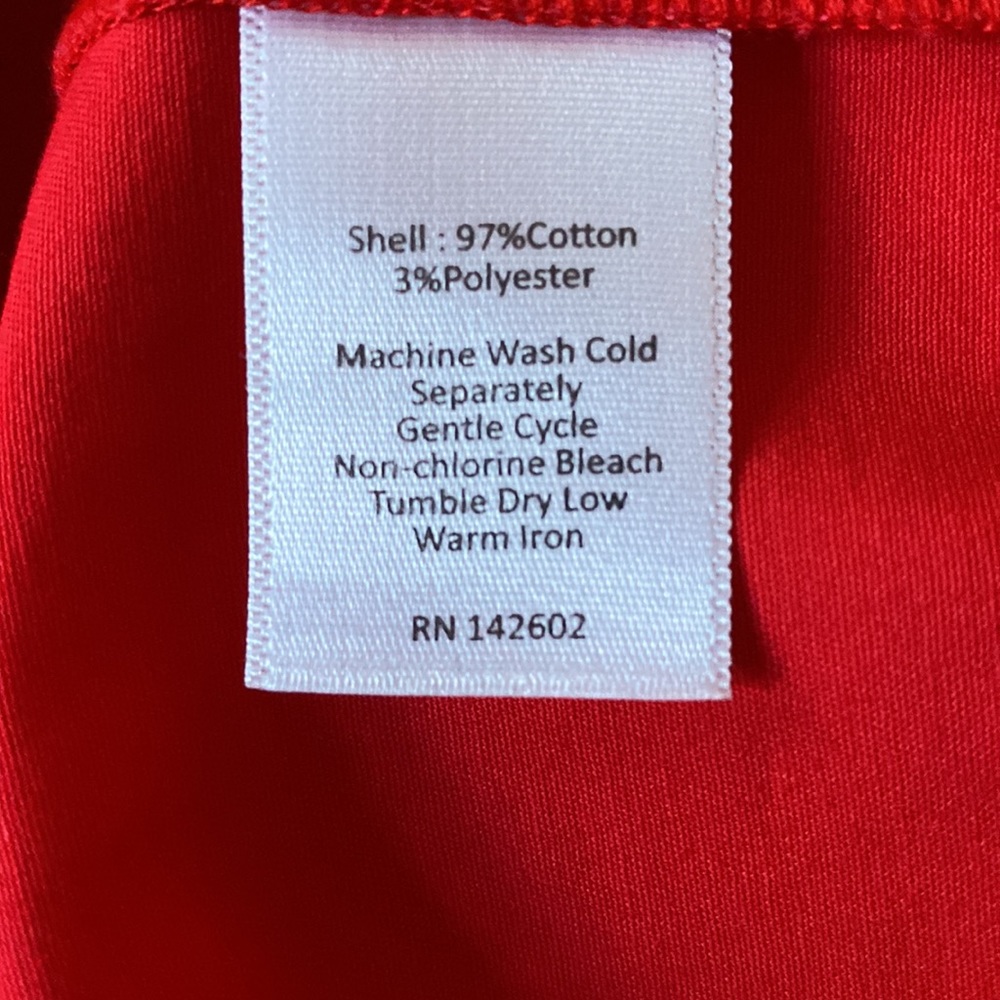 Shell : 97%Cotton
3%Polyester
Machine Wash Cold
Separately
Gentle Cycle
Non-chlorine Bleach
Tumble Dry Low
Warm Iron
RN 142602